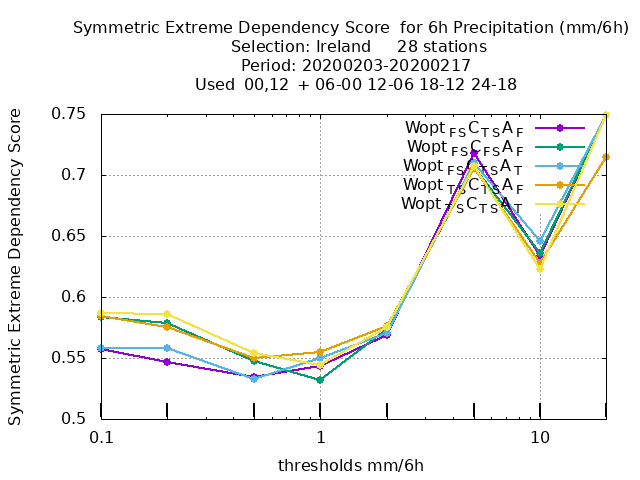 Symmetric Extreme Dependency Score for 6h Precipitation (mm/6h)
Selection: Ireland 28 stations
Period: 20200203-20200217
Used 00,12 + 06-00 12-06 18-12 24-18
Symmetric Extreme Dependency Score
0.75
0.7
0.65
0.6
0.55
0.5
Wopt FSCTSAF
Wopt FSCFSAF
Wopt FSCTSAT
Wopt TSCTSAF
Wopt TSCTSAT
0.1 1 10
thresholds mm/6h